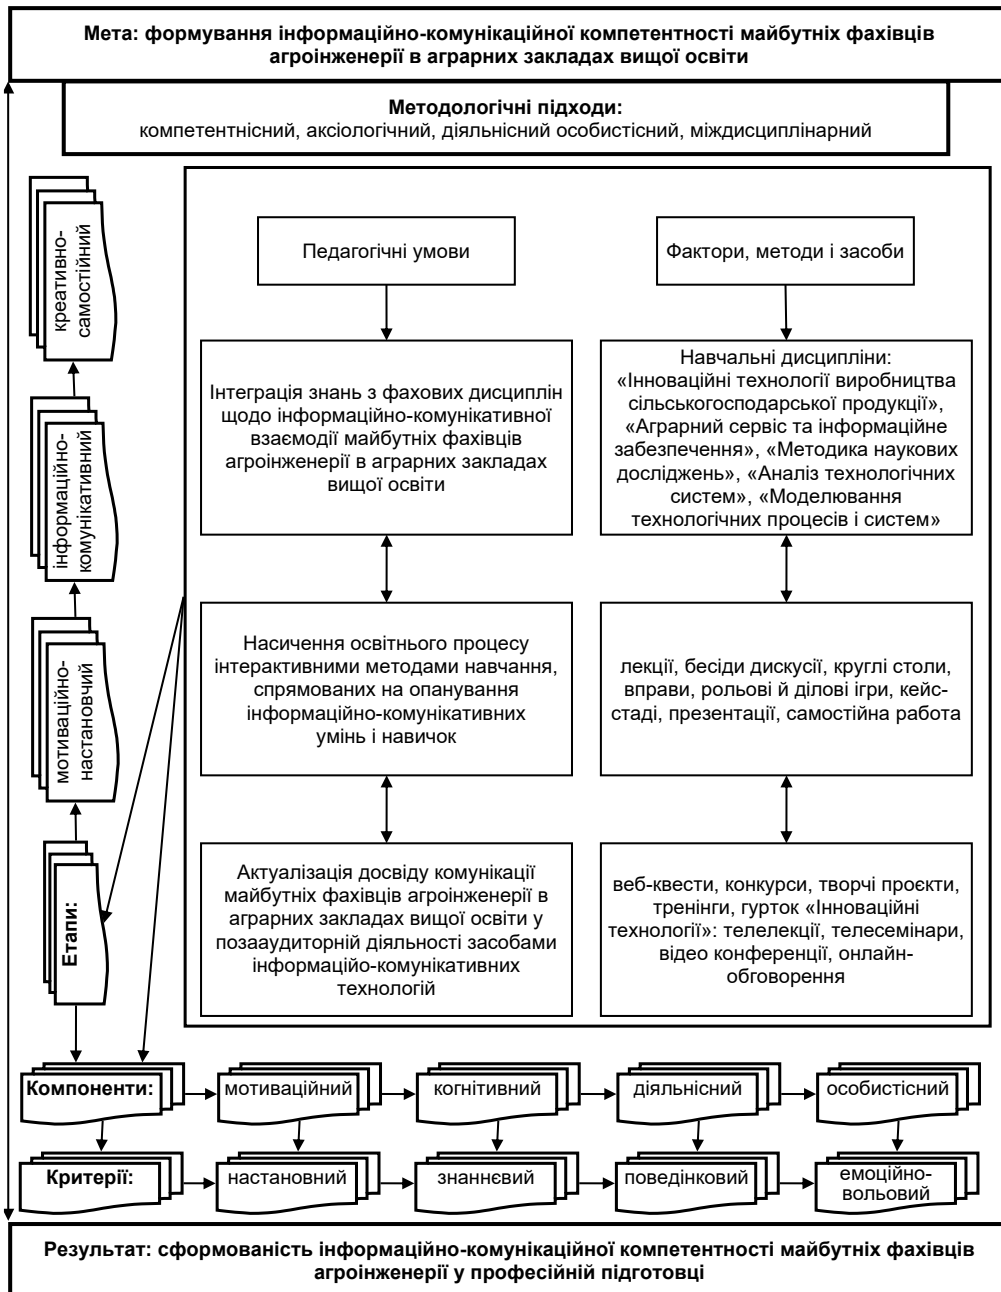 Мета: формування інформаційно-комунікаційної компетентності майбутніх фахівців
агроінженерії в аграрних закладах вищої освіти
Методологічні підходи:
компетентнісний, аксіологічний, діяльнісний особистісний, міждисциплінарний
креативно-
самостійний
інформаційно-
комунікативний
мотиваційно-
настановчий
Етапи:
Педагогічні умови
Інтеграція знань з фахових дисциплін
щодо інформаційно-комунікативної
взаємодії майбутніх фахівців
агроінженерії в аграрних закладах
вищої освіти
Насичення освітнього процесу
інтерактивними методами навчання,
спрямованих на опанування
інформаційно-комунікативних
умінь і навичок
Актуалізація досвіду комунікації
майбутніх фахівців агроінженерії в
аграрних закладах вищої освіти у
позааудиторній діяльності засобами
інформаційо-комунікативних
технологій
Фактори, методи і засоби
Навчальні дисципліни:
«Інноваційні технології виробництва
сільськогосподарської продукції»,
«Аграрний сервіс та інформаційне
забезпечення», «Методика наукових
досліджень», «Аналіз технологічних
систем», «Моделювання
технологічних процесів і систем»
лекції, бесіди дискусії, круглі столи,
вправи, рольові й ділові ігри, кейс-
стаді, презентації, самостійна работа
веб-квести, конкурси, творчі проєкти,
тренінги, гурток «Інноваційні
технології»: телелекції, телесемінари,
відео конференції, онлайн-
обговорення
Компоненти:
мотиваційний
когнітивний
діяльнісний
особистісний
Критерії:
настановний
знаннєвий
поведінковий
емоційно-
вольовий
Результат: сформованість інформаційно-комунікаційної компетентності майбутніх фахівців
агроінженерії у професійній підготовці